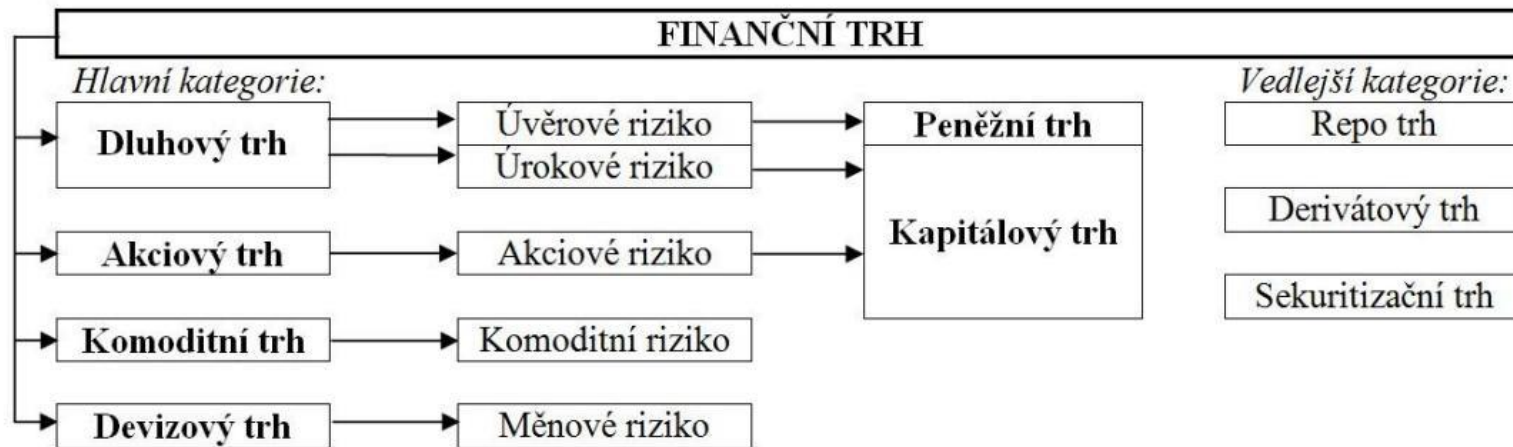 FINANČNÍ TRH
Hlavní kategorie:
Vedlejší kategorie:
Dluhový trh
Úvěrové riziko
Úrokové riziko
Peněžní trh
Kapitálový trh
Repo trh
Derivátový trh
Sekuritizační trh
Akciový trh
Akciové riziko
Komoditní trh
Komoditní riziko
Devizový trh
Měnové riziko